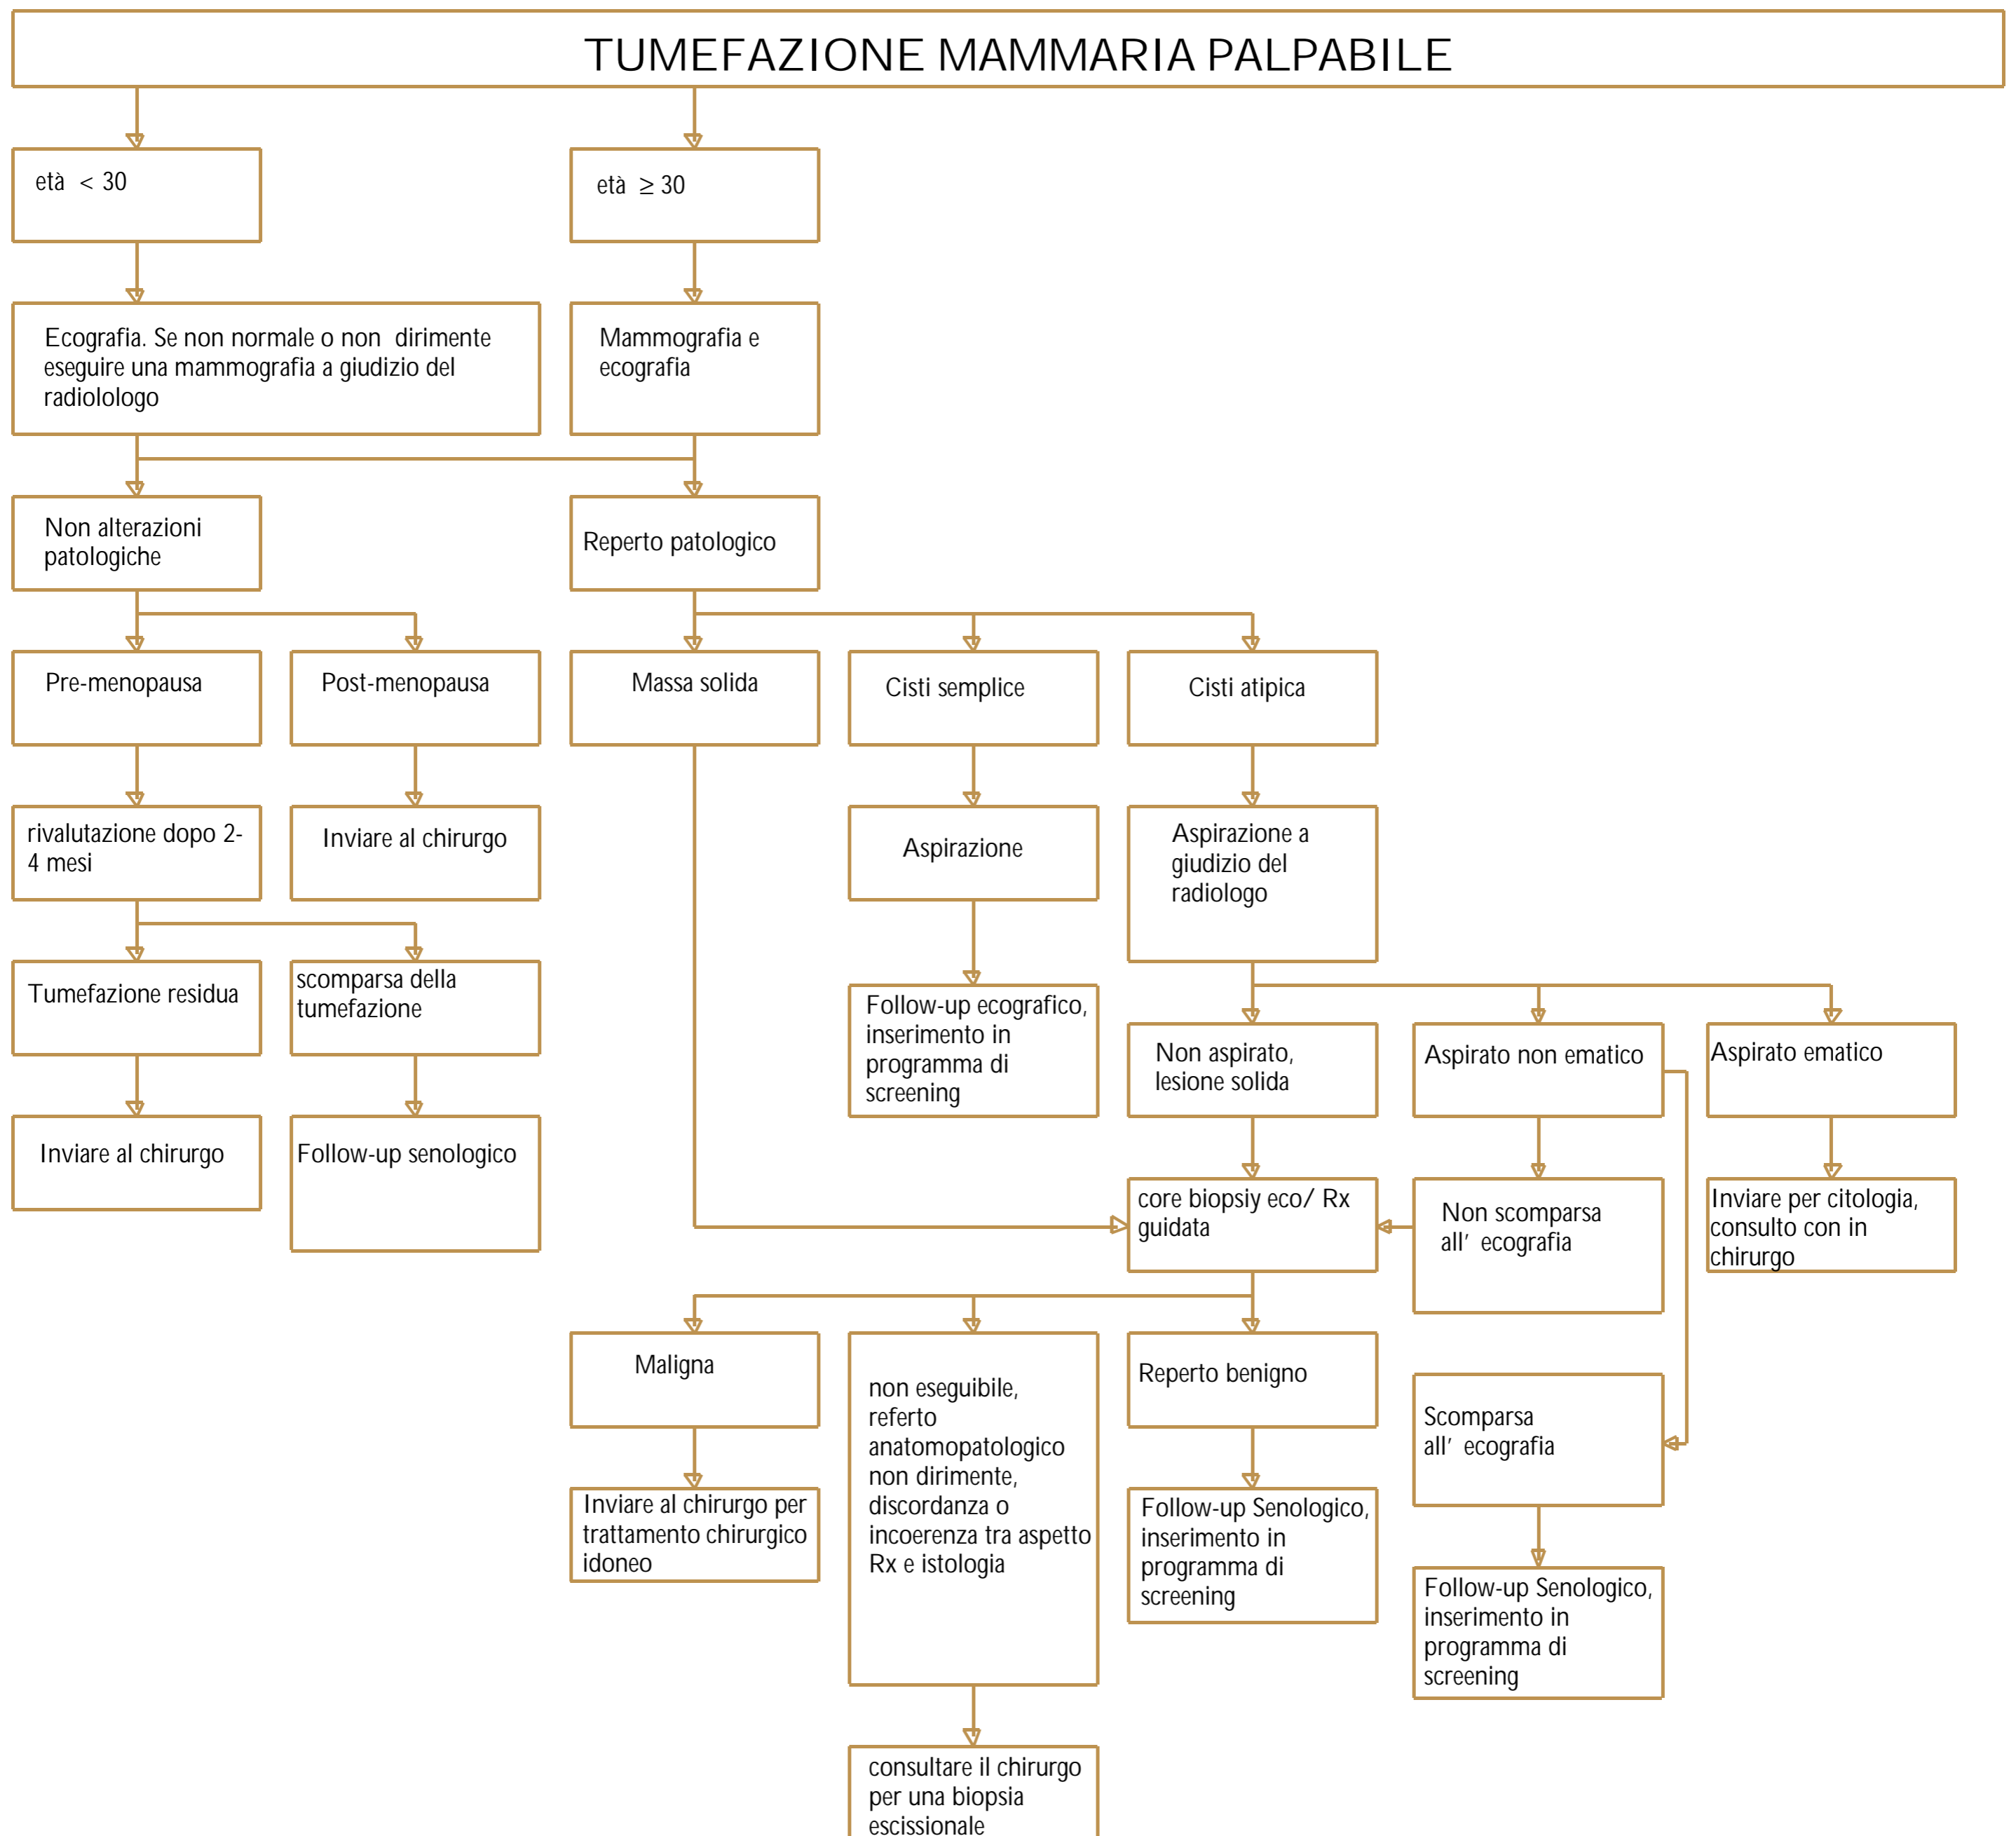 TUMEFAZIONE MAMMARIA PALPABILE
età < 30
età ≥ 30
Ecografia. Se non normale o non dirimente
eseguire una mammografia a giudizio del
radiolologo
Mammografia e
ecografia
Non alterazioni
patologiche
Reperto patologico
Pre-menopausa
Post-menopausa
Massa solida
Cisti semplice
Cisti atipica
rivalutazione dopo 2-
4 mesi
Inviare al chirurgo
Aspirazione
Aspirazione a
giudizio del
radiologo
Tumefazione residua
scomparsa della
tumefazione
Follow-up ecografico,
inserimento in
programma di
screening
Non aspirato,
lesione solida
Aspirato non ematico
Aspirato ematico
Inviare al chirurgo
Follow-up senologico
core biopsiy eco/ Rx
guidata
Non scomparsa
all' ecografia
Inviare per citologia,
consulto con in
chirurgo
Maligna
non eseguibile,
referto
anatomopatologico
non dirimente,
discordanza o
incoerenza tra aspetto
Rx e istologia
Reperto benigno
Scomparsa
all' ecografia
Inviare al chirurgo per
trattamento chirurgico
idoneo
Follow-up Senologico,
inserimento in
programma di
screening
Follow-up Senologico,
inserimento in
programma di
screening
consultare il chirurgo
per una biopsia
escissionale